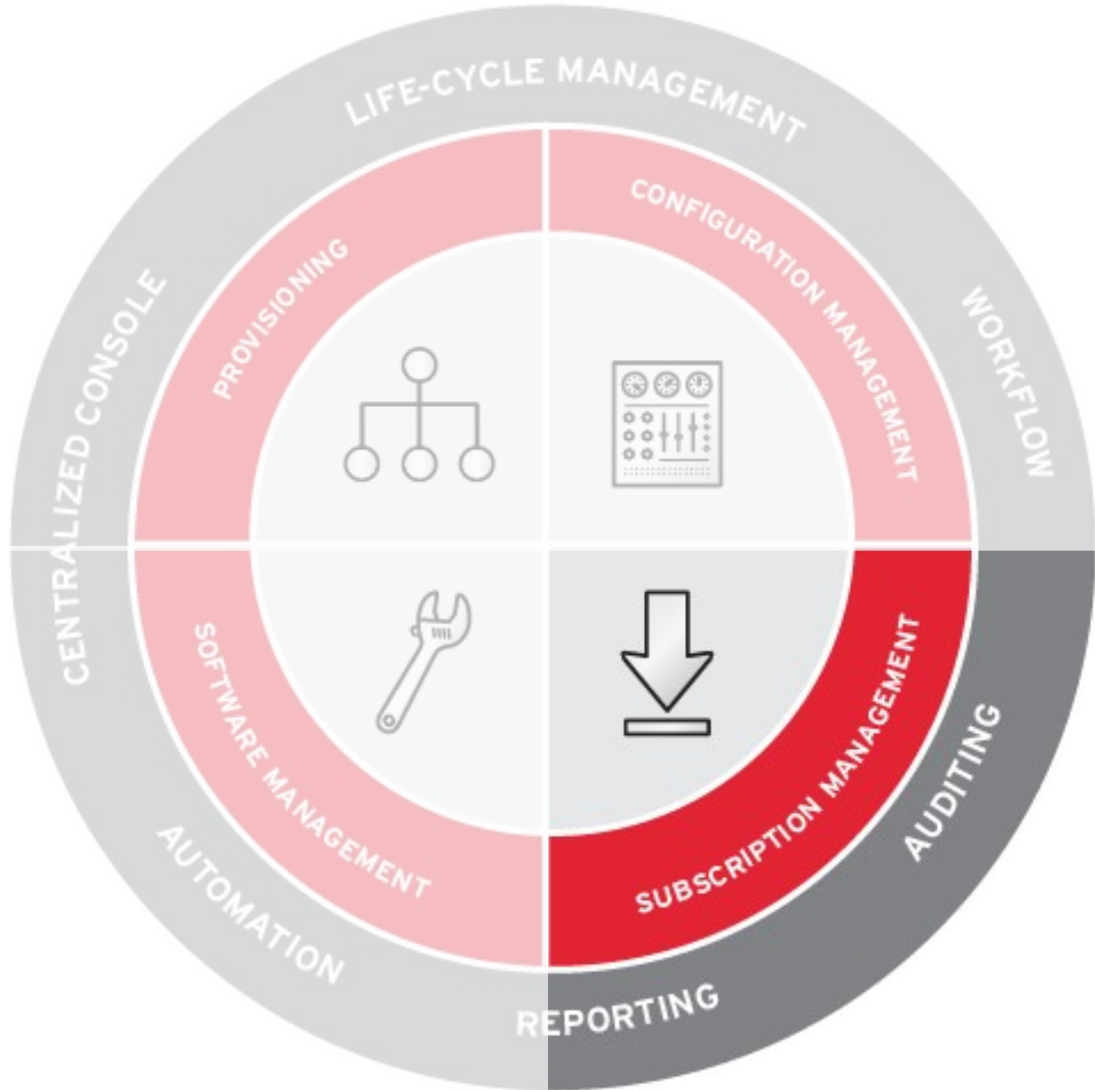 LIFE-CYCLE MANAGEMENT
CONFIGURATION MANAGEMENT
PROVISIONING
WORKFLOW
CENTRALIZED CONSOLE
SOFTWARE MANAGEMENT
SUBSCRIPTION MANAGEMENT
AUDITING
AUTOMATION
REPORTING